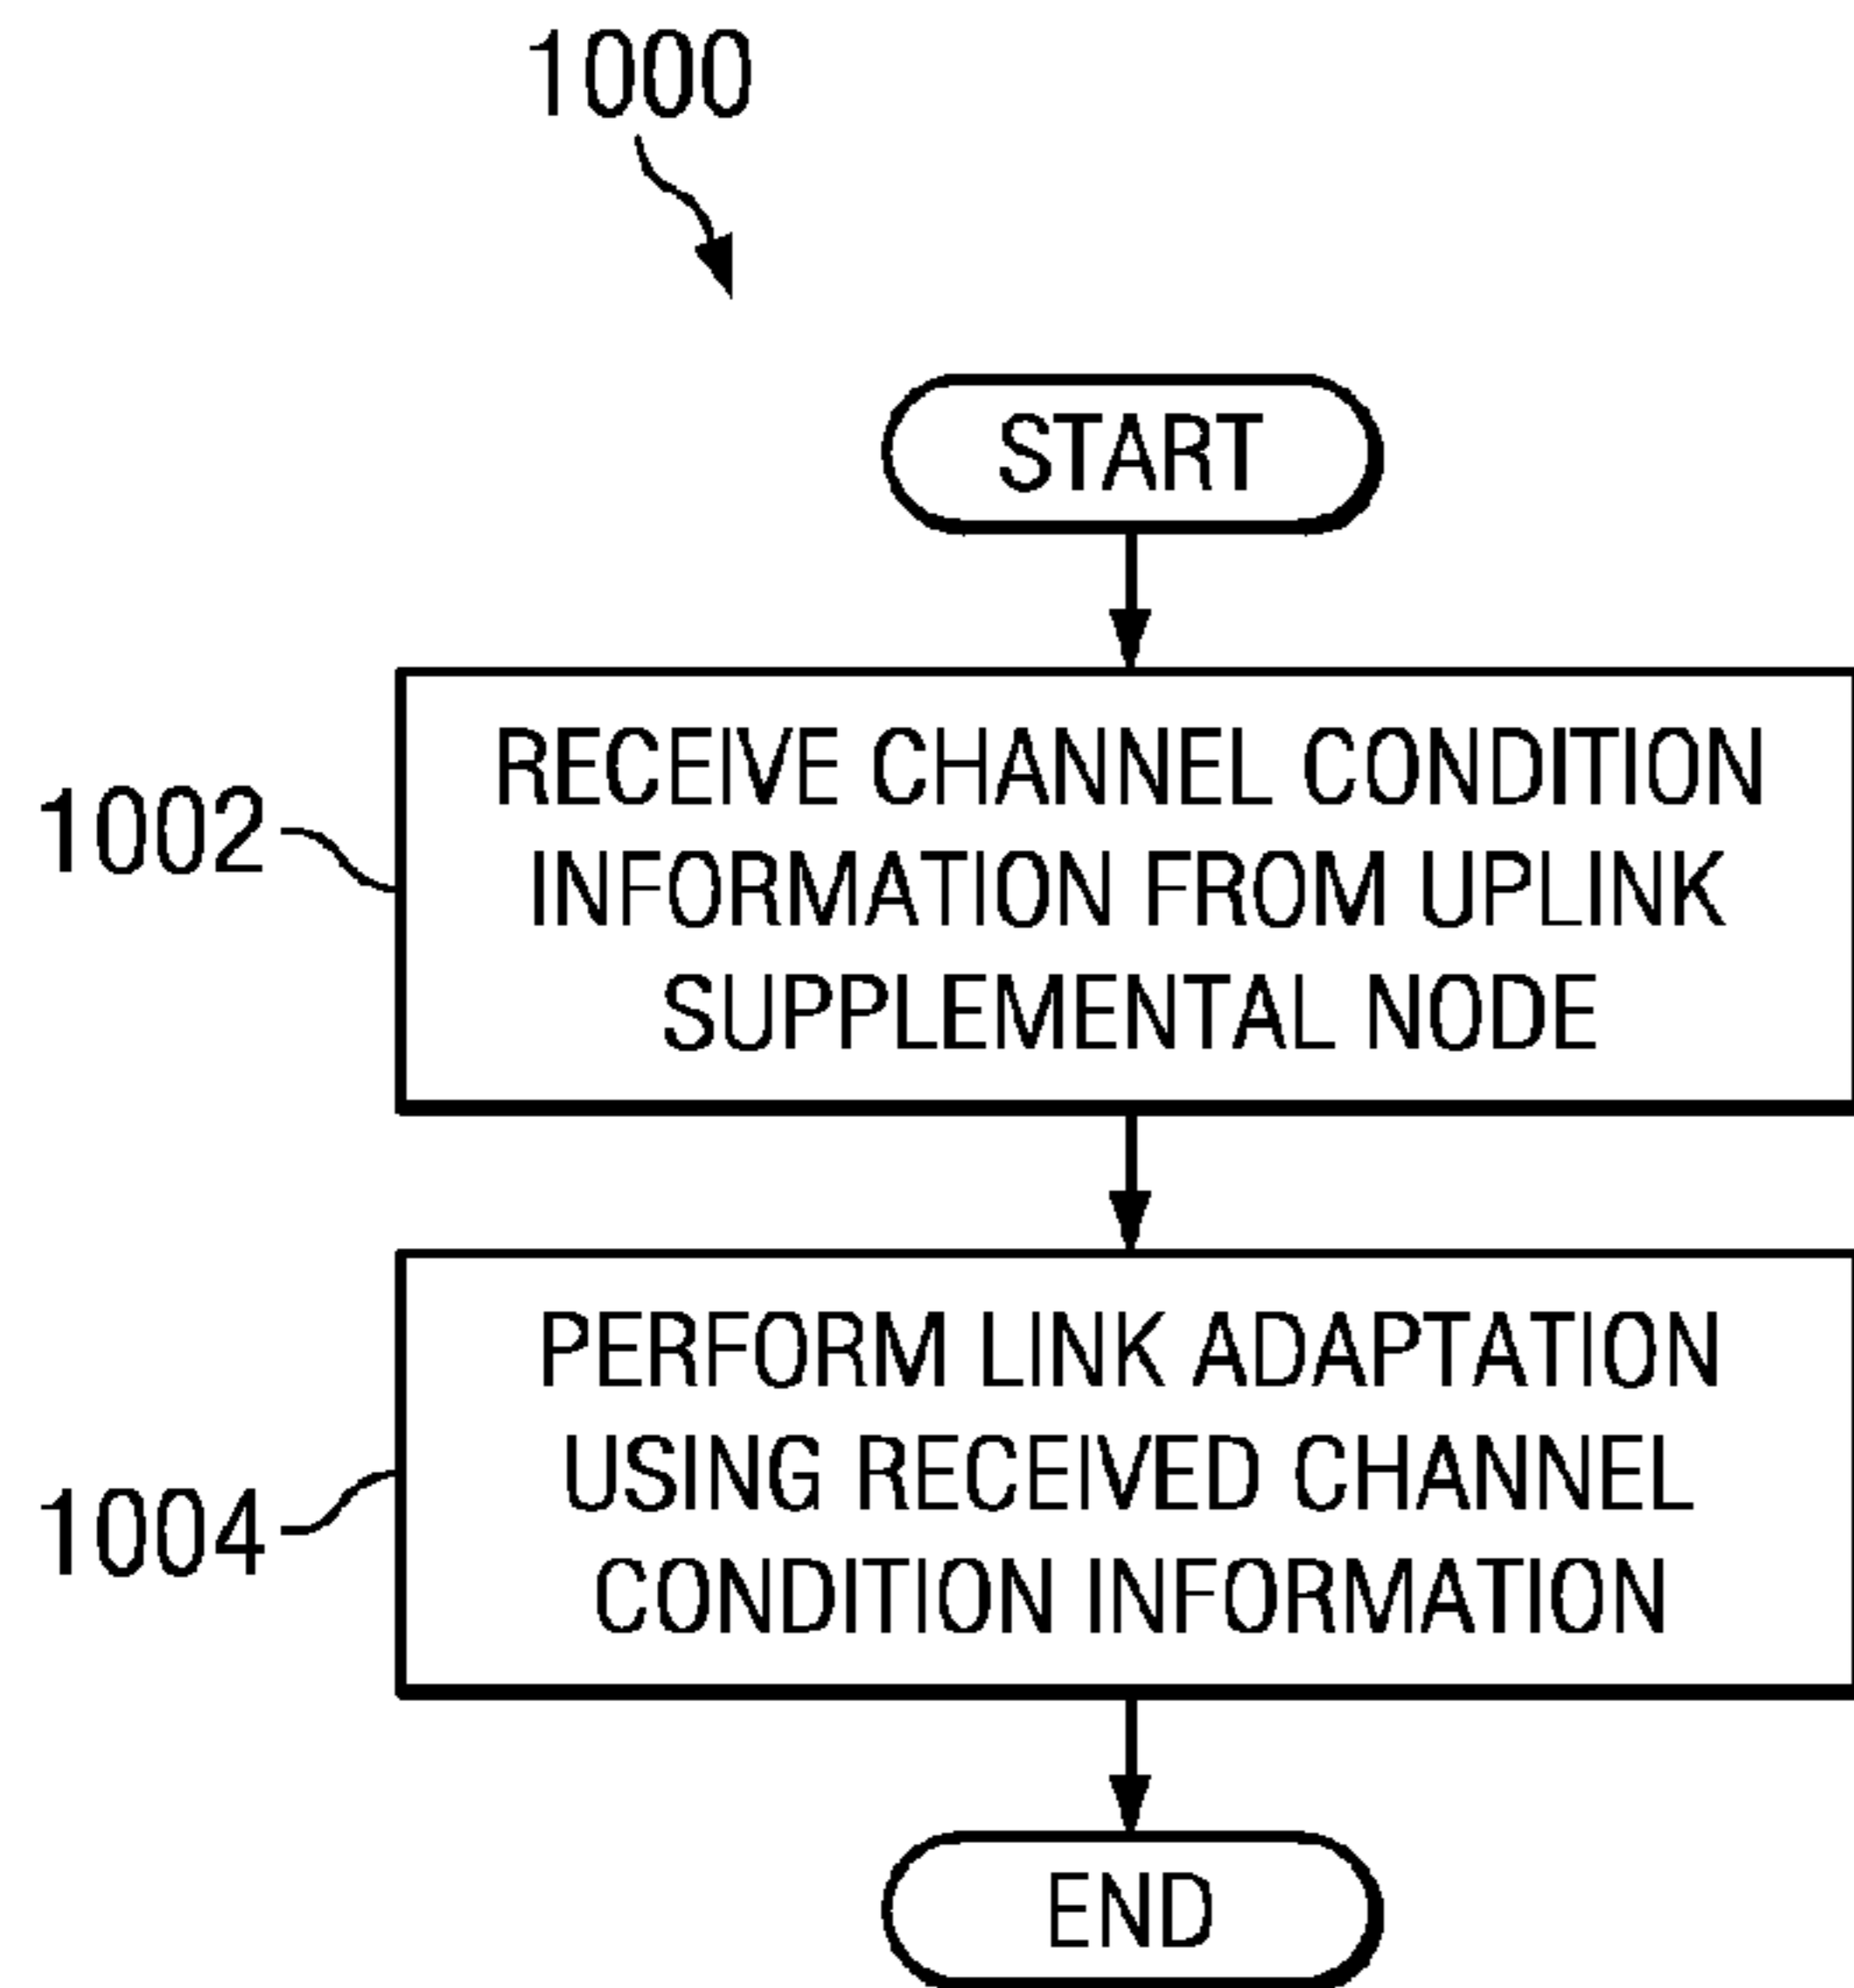 1000
START
1002
RECEIVE CHANNEL CONDITION
INFORMATION FROM UPLINK
SUPPLEMENTAL NODE
1004
PERFORM LINK ADAPTATION
USING RECEIVED CHANNEL
CONDITION INFORMATION
END